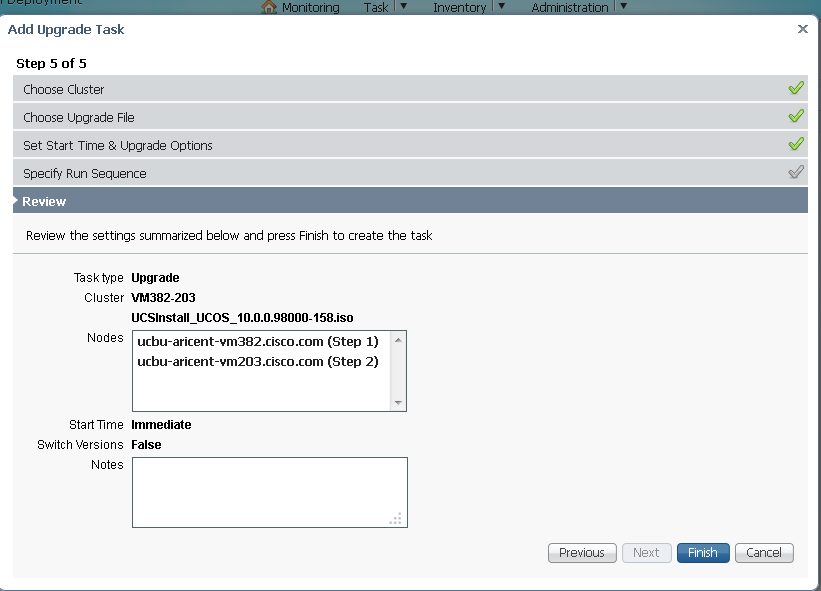 Deployment
Monitoring Task Inventory Administration
Add Upgrade Task
Step 5 of 5
Choose Cluster
Choose Upgrade File
Set Start Time & Upgrade Options
Specify Run Sequence
Review
Review the settings summarized below and press Finish to create the task
Task type Upgrade
Cluster VM382-203
UCSInstall_UCOS_10.0.0.98000-158.iso
Nodes ucbu-aricent-vm382.cisco.com (Step 1)
ucbu-aricent-vm203.cisco.com (Step 2)
Start Time Immediate
Switch Versions False
Notes
Previous Next Finish Cancel